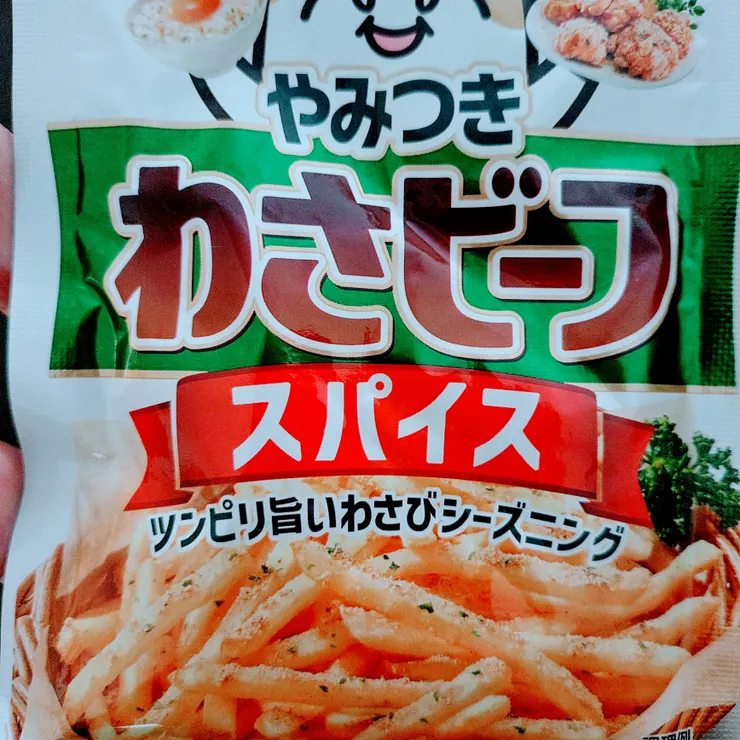 やみつき
わさビーフ
スパイス
ツンピリ旨いわさびシーズニング